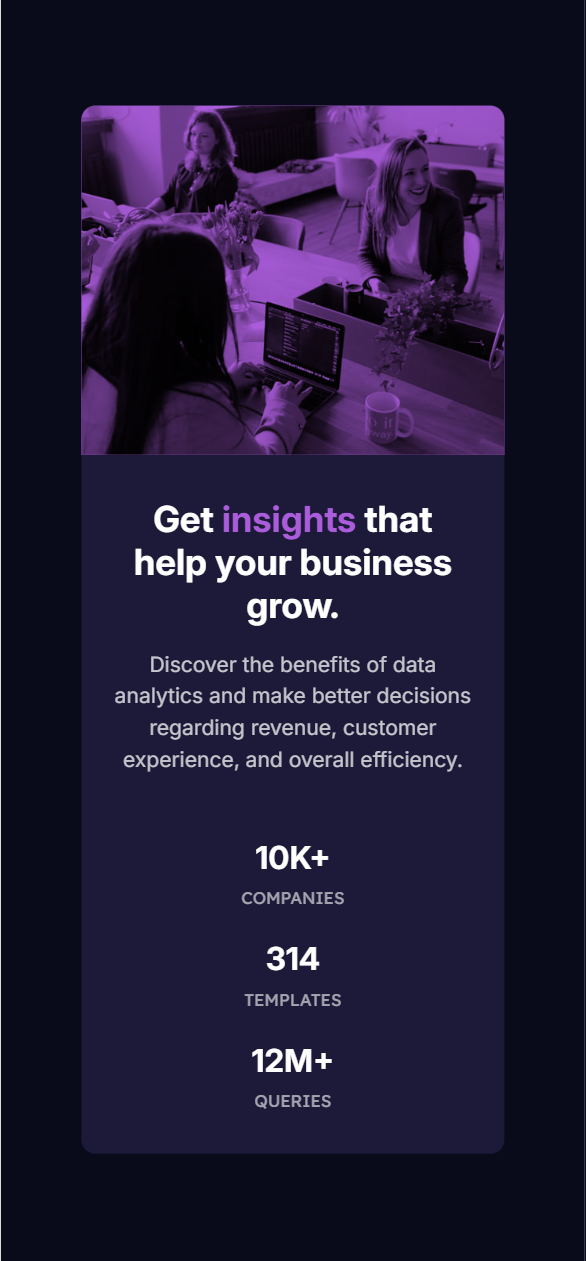 Get insights that
help your business
grow.
Discover the benefits of data
analytics and make better decisions
regarding revenue, customer
experience, and overall efficiency.
10K+
COMPANIES
314
TEMPLATES
12M+
QUERIES